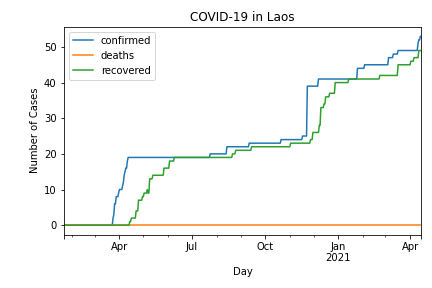 COVID-19 in Laos
confirmed
deaths
recovered
Number of Cases
50
40
30
20
10
0
Apr Jul Oct Jan Apr
2021
Day